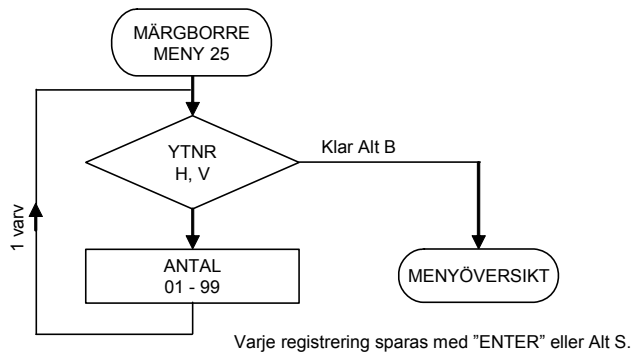 MÄRGBORRE
MENY 25
YTNR
H, V
Klar Alt B
1 varv
ANTAL
01 - 99
MENYÖVERSIKT
Varje registrering sparas med ”ENTER” eller Alt S.